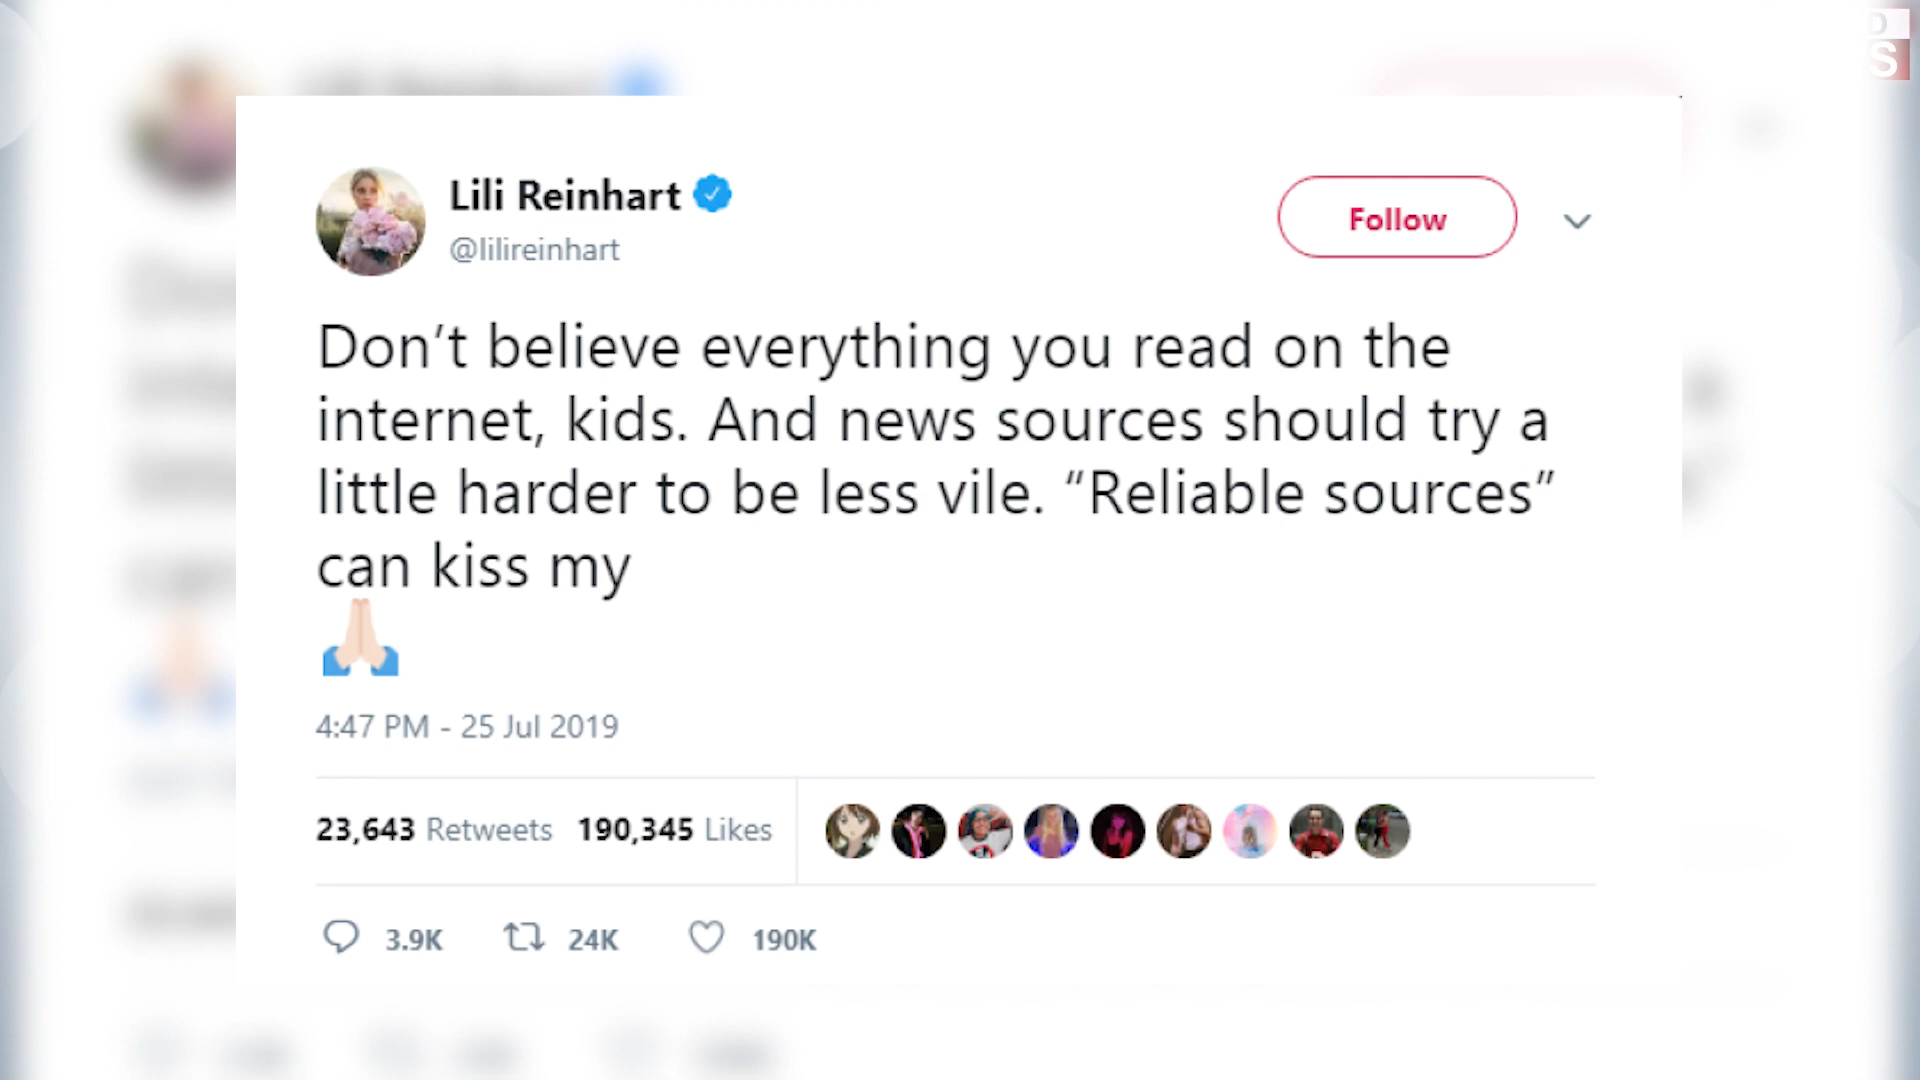 D
S
Lili Reinhart
@lilireinhart
Follow
Don’t believe everything you read on the
internet, kids. And news sources should try a
little harder to be less vile. “Reliable sources”
can kiss my
🙏🏻
4:47 PM - 25 Jul 2019
23,643 Retweets 190,345 Likes
3.9K 24K 190K